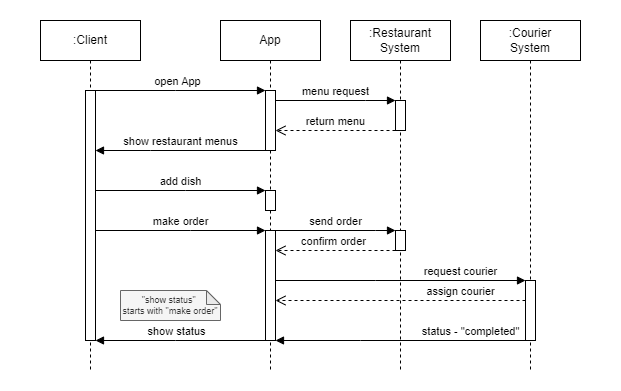 :Client
App
:Restaurant
System
:Courier
System
open App
menu request
return menu
show restaurant menus
add dish
make order
send order
confirm order
request courier
assign courier
"show status"
starts with "make order"
show status
status - "completed"